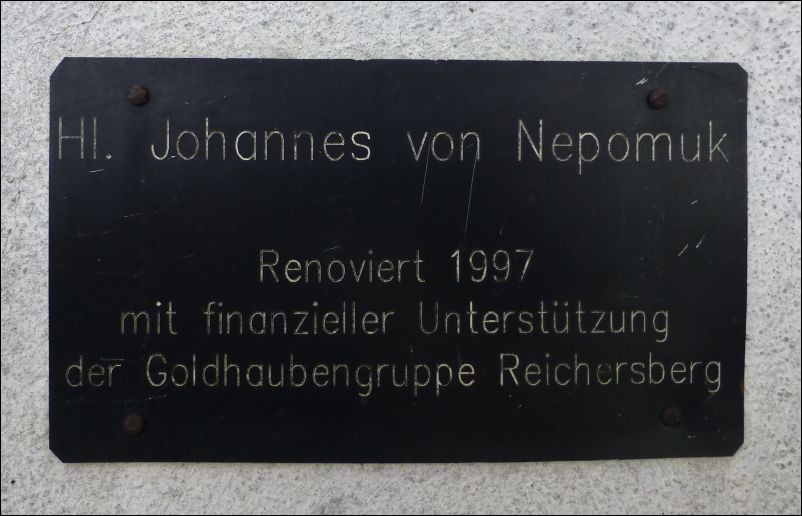 Hl. Johannes von Nepomuk
Renoviert 1997
mit finanzieller Unterstützung
der Goldhaubengruppe Reichersberg